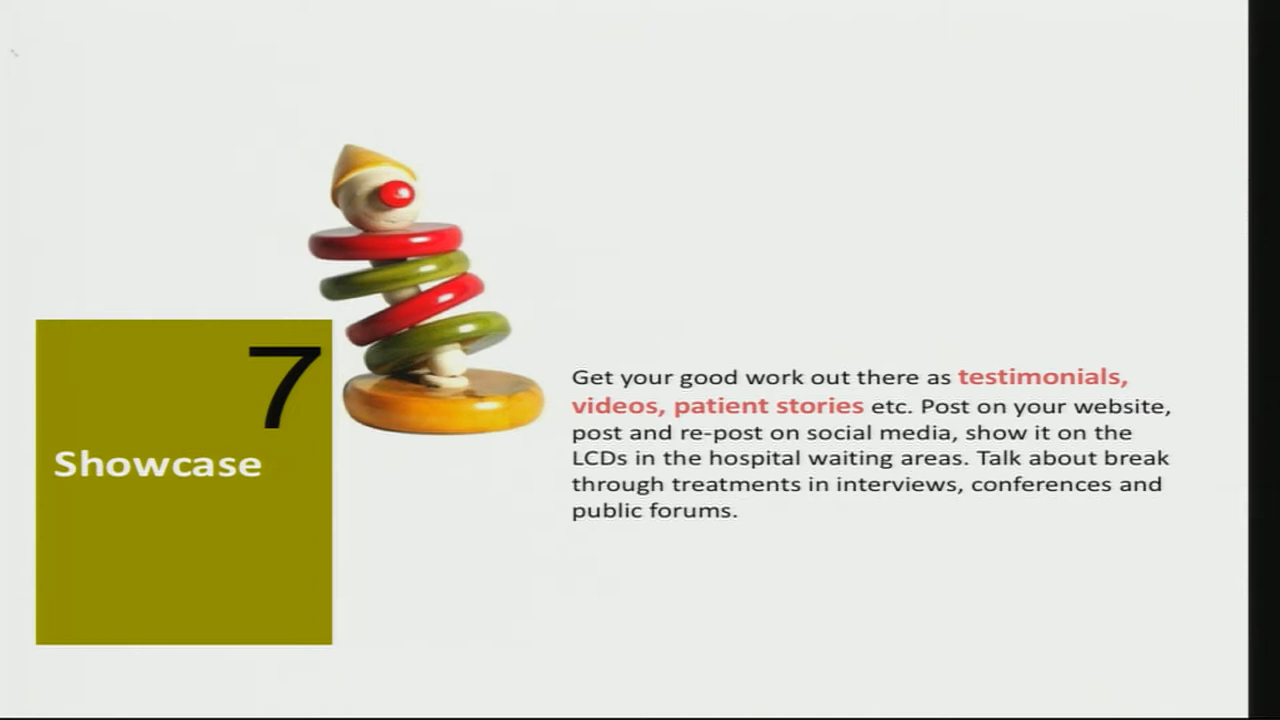 7
Showcase
Get your good work out there as testimonials,
videos, patient stories etc. Post on your website,
post and re-post on social media, show it on the
LCDs in the hospital waiting areas. Talk about break
through treatments in interviews, conferences and
public forums.